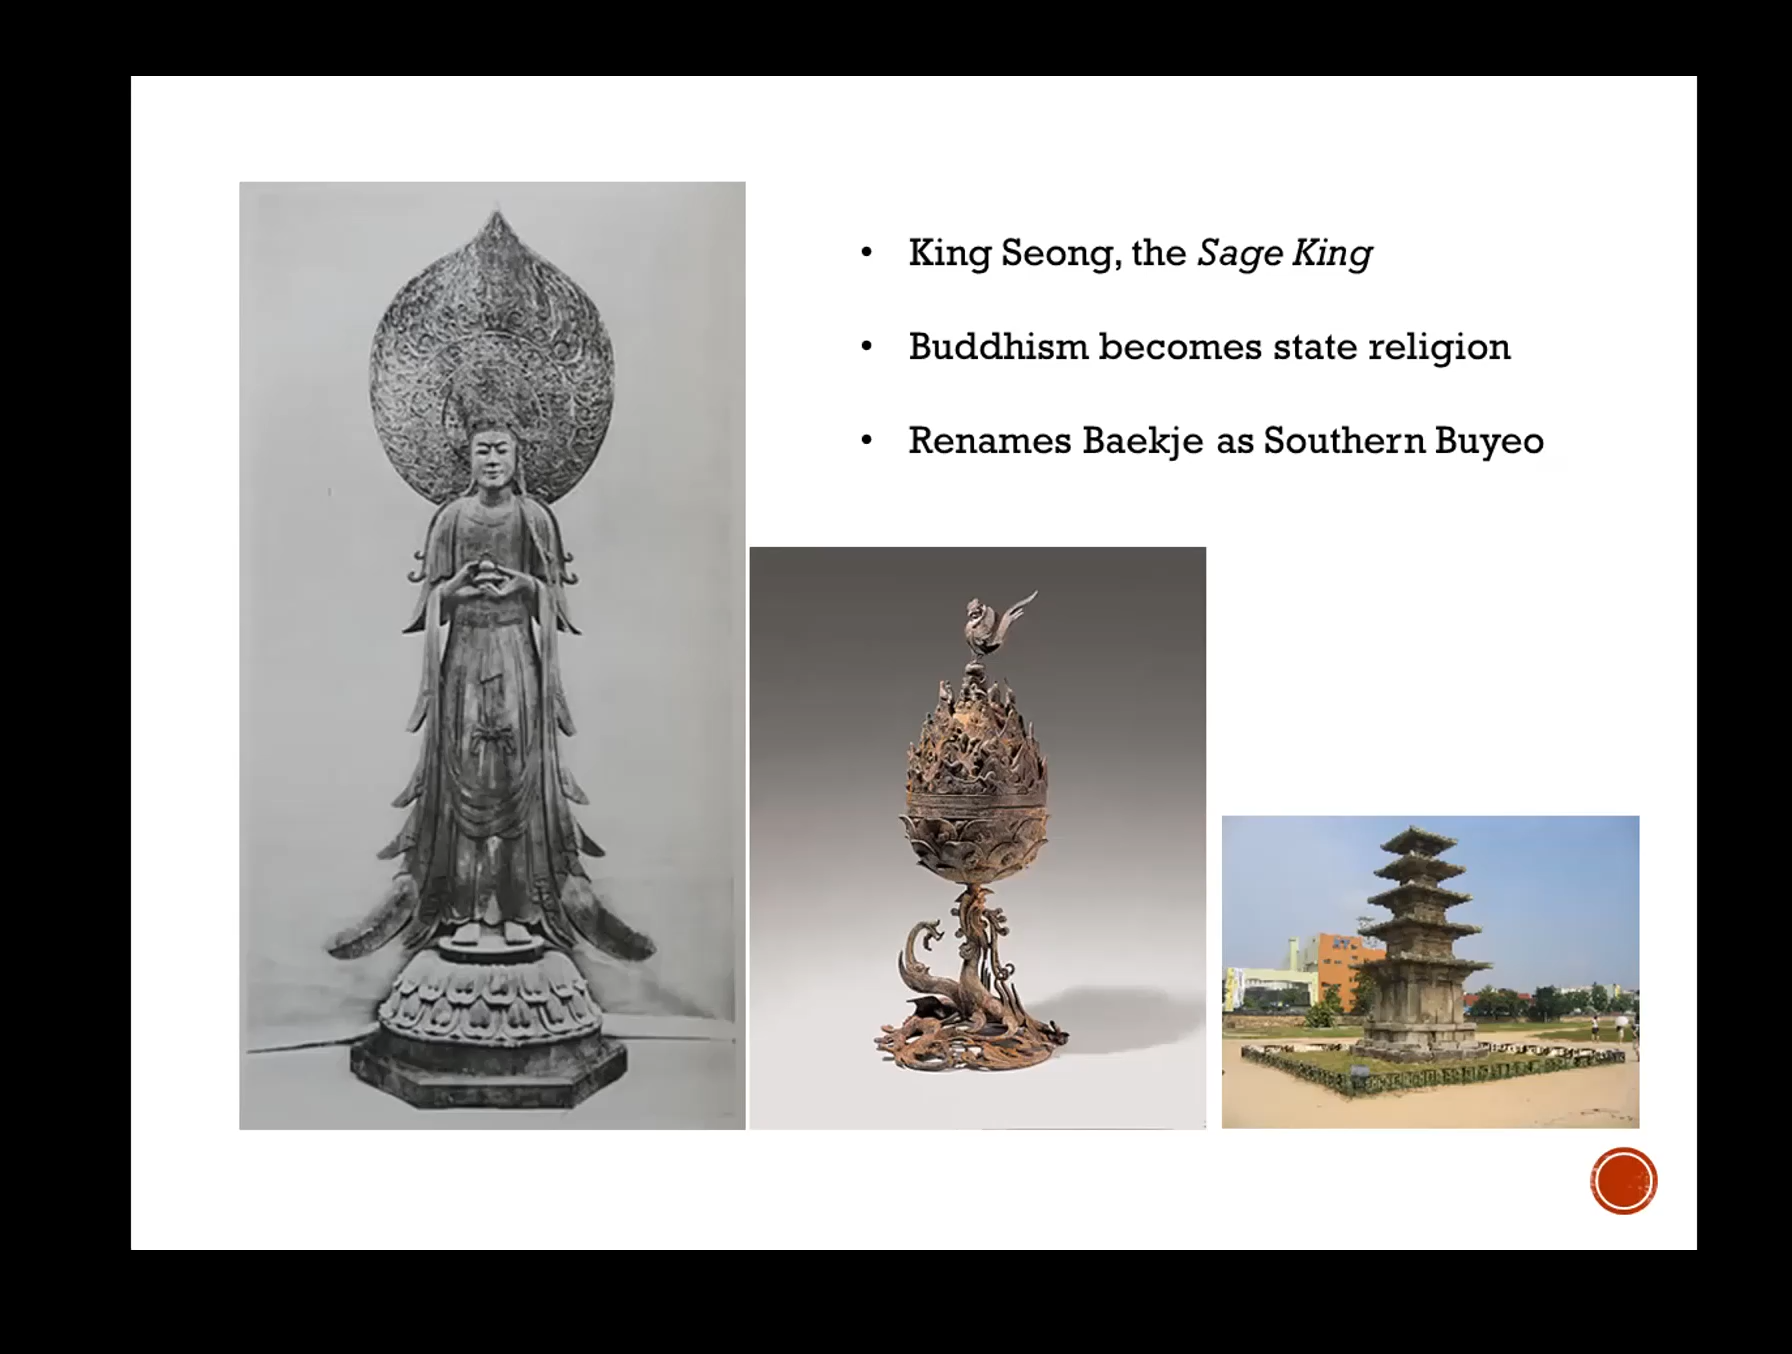 King Seong, the Sage King
Buddhism becomes state religion
Renames Baekje as Southern Buyeo